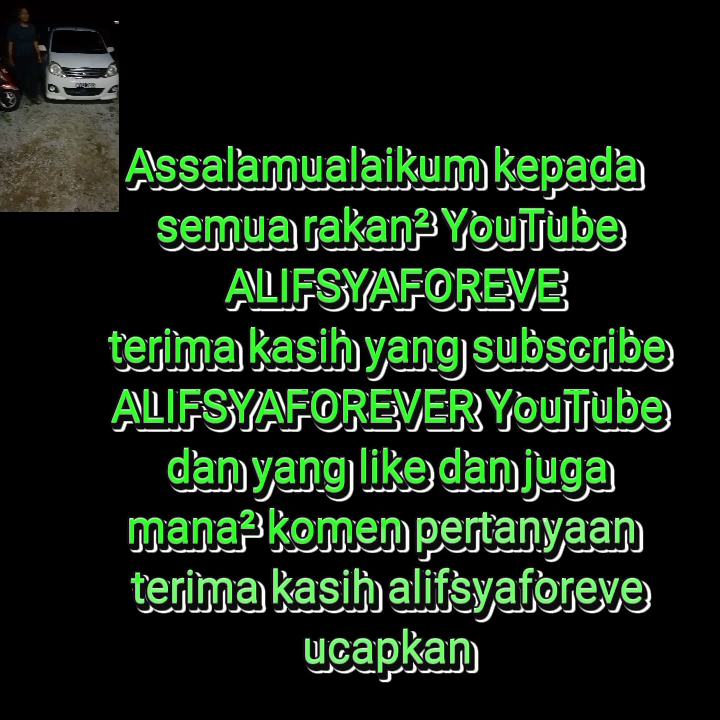 Assalamualaikum kepada
semua rakan² YouTube
ALIFSYAFOREVE
terima kasih yang subscribe
ALIFSYAFOREVER YouTube
dan yang like dan juga
mana² komen pertanyaan
terima kasih alifsyaforeve
ucapkan